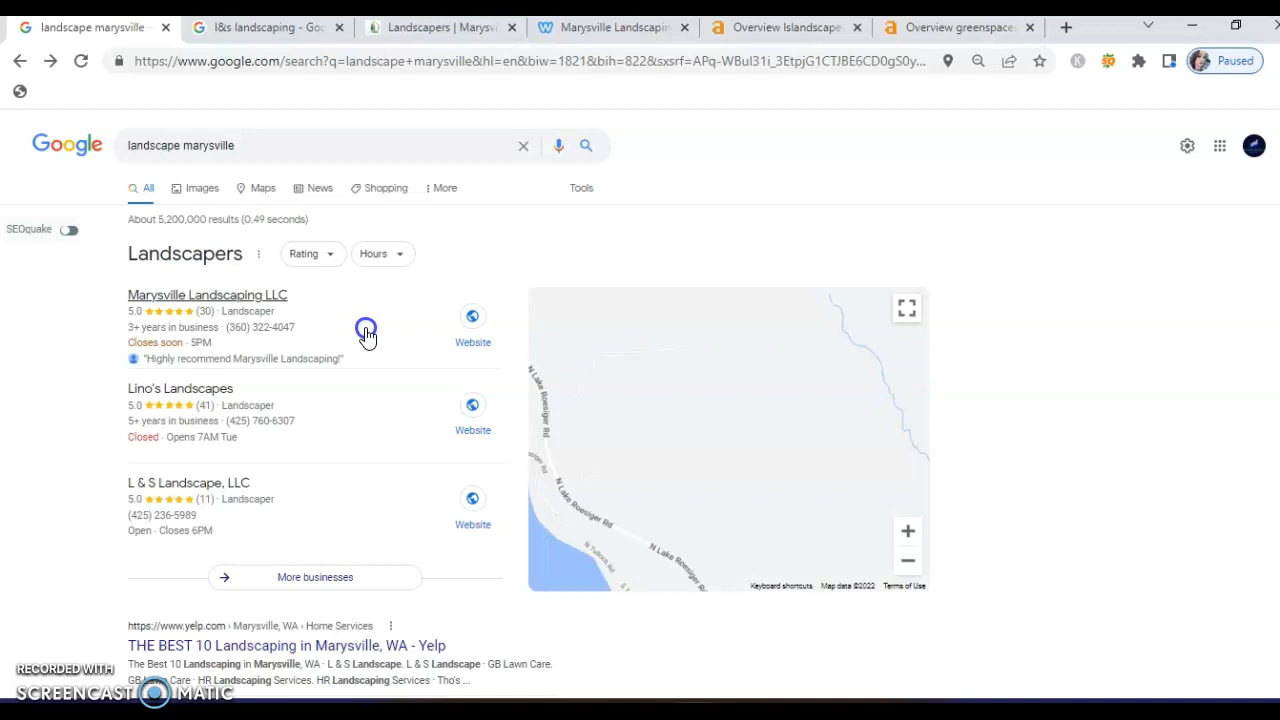 landscape marysville
l&s landscaping - Goo
Landscapers | Marysvi
Marysville Landscapin
Overview lslandscape
Overview greenspace
https://www.google.com/search?q=landscape+marysville&hl=en&biw=1821&bih=822&sxsrf=APq-WBul31i_3EtpjG1CTJBE6CD0gS0y...
Paused
Google
landscape marysville
All
Images
Maps
News
Shopping
More
Tools
About 5,200,000 results (0.49 seconds)
SEOquake
Landscapers
Rating
Hours
Marysville Landscaping LLC
5.0 (30) · Landscaper
3+ years in business · (360) 322-4047
Closes soon · 5PM
"Highly recommend Marysville Landscaping!"
Website
Lino's Landscapes
5.0 (41) · Landscaper
5+ years in business · (425) 760-6307
Closed · Opens 7AM Tue
Website
L & S Landscape, LLC
5.0 (11) · Landscaper
(425) 236-5989
Open · Closes 6PM
Website
More businesses
N Lake Roesiger Rd
N Lake Roesiger Rd
N Lake Roesiger Rd
Keyboard shortcuts
Map data ©2022
Terms of Use
https://www.yelp.com › Marysville, WA › Home Services
THE BEST 10 Landscaping in Marysville, WA - Yelp
The Best 10 Landscaping in Marysville, WA · L & S Landscape. L & S Landscape · GB Lawn Care.
GB Lawn Care · HR Landscaping Services. HR Landscaping Services · Tho's ...
RECORDED WITH
SCREENCAST MATIC